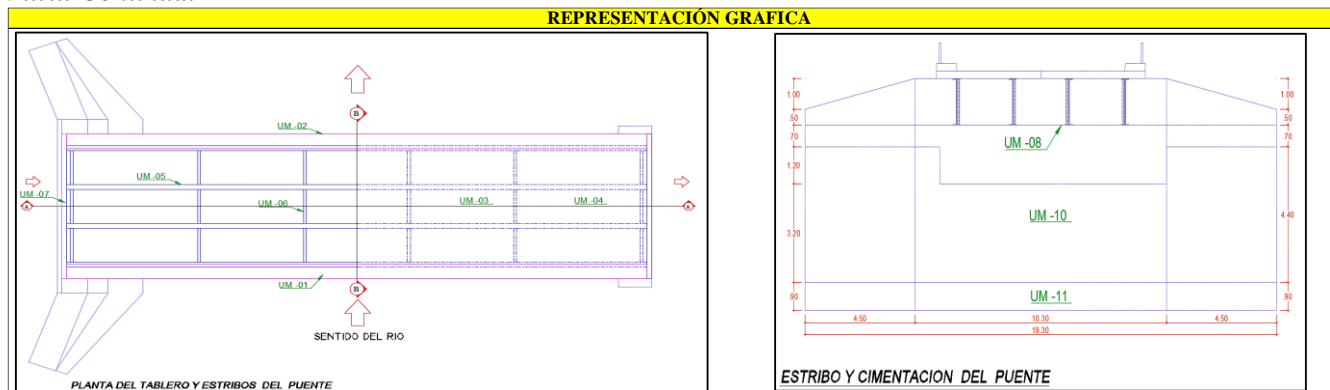 REPRESENTACIÓN GRAFICA
B
UM -02
UM -05
UM -07
UM -06
UM -03
UM -04
A
A
UM -01
B
SENTIDO DEL RIO
PLANTA DEL TABLERO Y ESTRIBOS DEL PUENTE
1.00
1.00
.50
.50
.70
.70
UM -08
1.20
UM -10
4.40
3.20
.90
UM -11
.90
4.50
10.30
4.50
19.30
ESTRIBO Y CIMENTACION DEL PUENTE